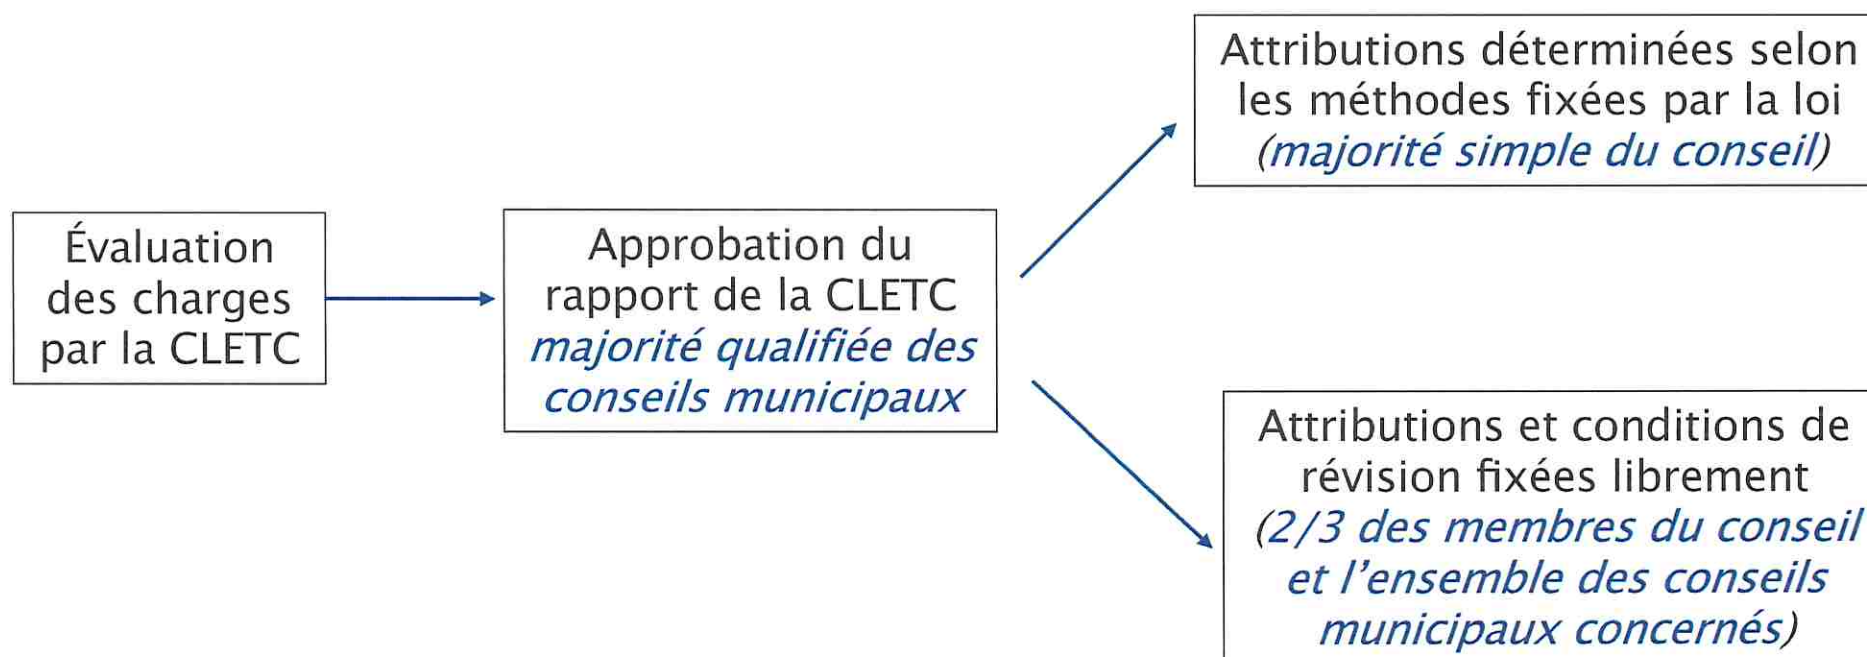 Évaluation
des charges
par la CLETC
Approbation du
rapport de la CLETC
majorité qualifiée des
conseils municipaux
Attributions déterminées selon
les méthodes fixées par la loi
(majorité simple du conseil)
Attributions et conditions de
révision fixées librement
(2/3 des membres du conseil
et l'ensemble des conseils
municipaux concernés)